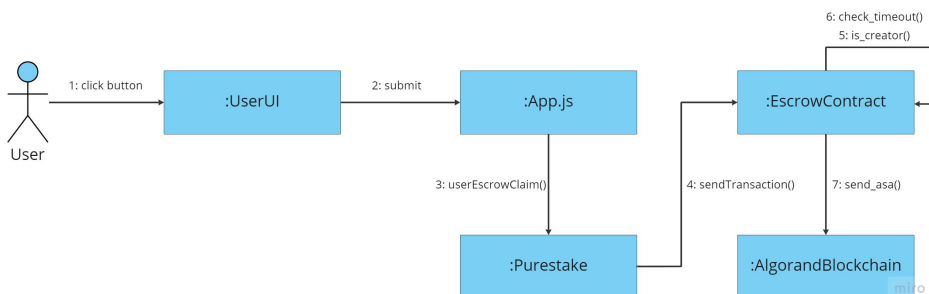 6: check_timeout()
5: is_creator()
1: click button
2: submit
:UserUI
:App.js
:EscrowContract
User
3: userEscrowClaim()
4: sendTransaction()
7: send_asa()
:Purestake
:AlgorandBlockchain
miro